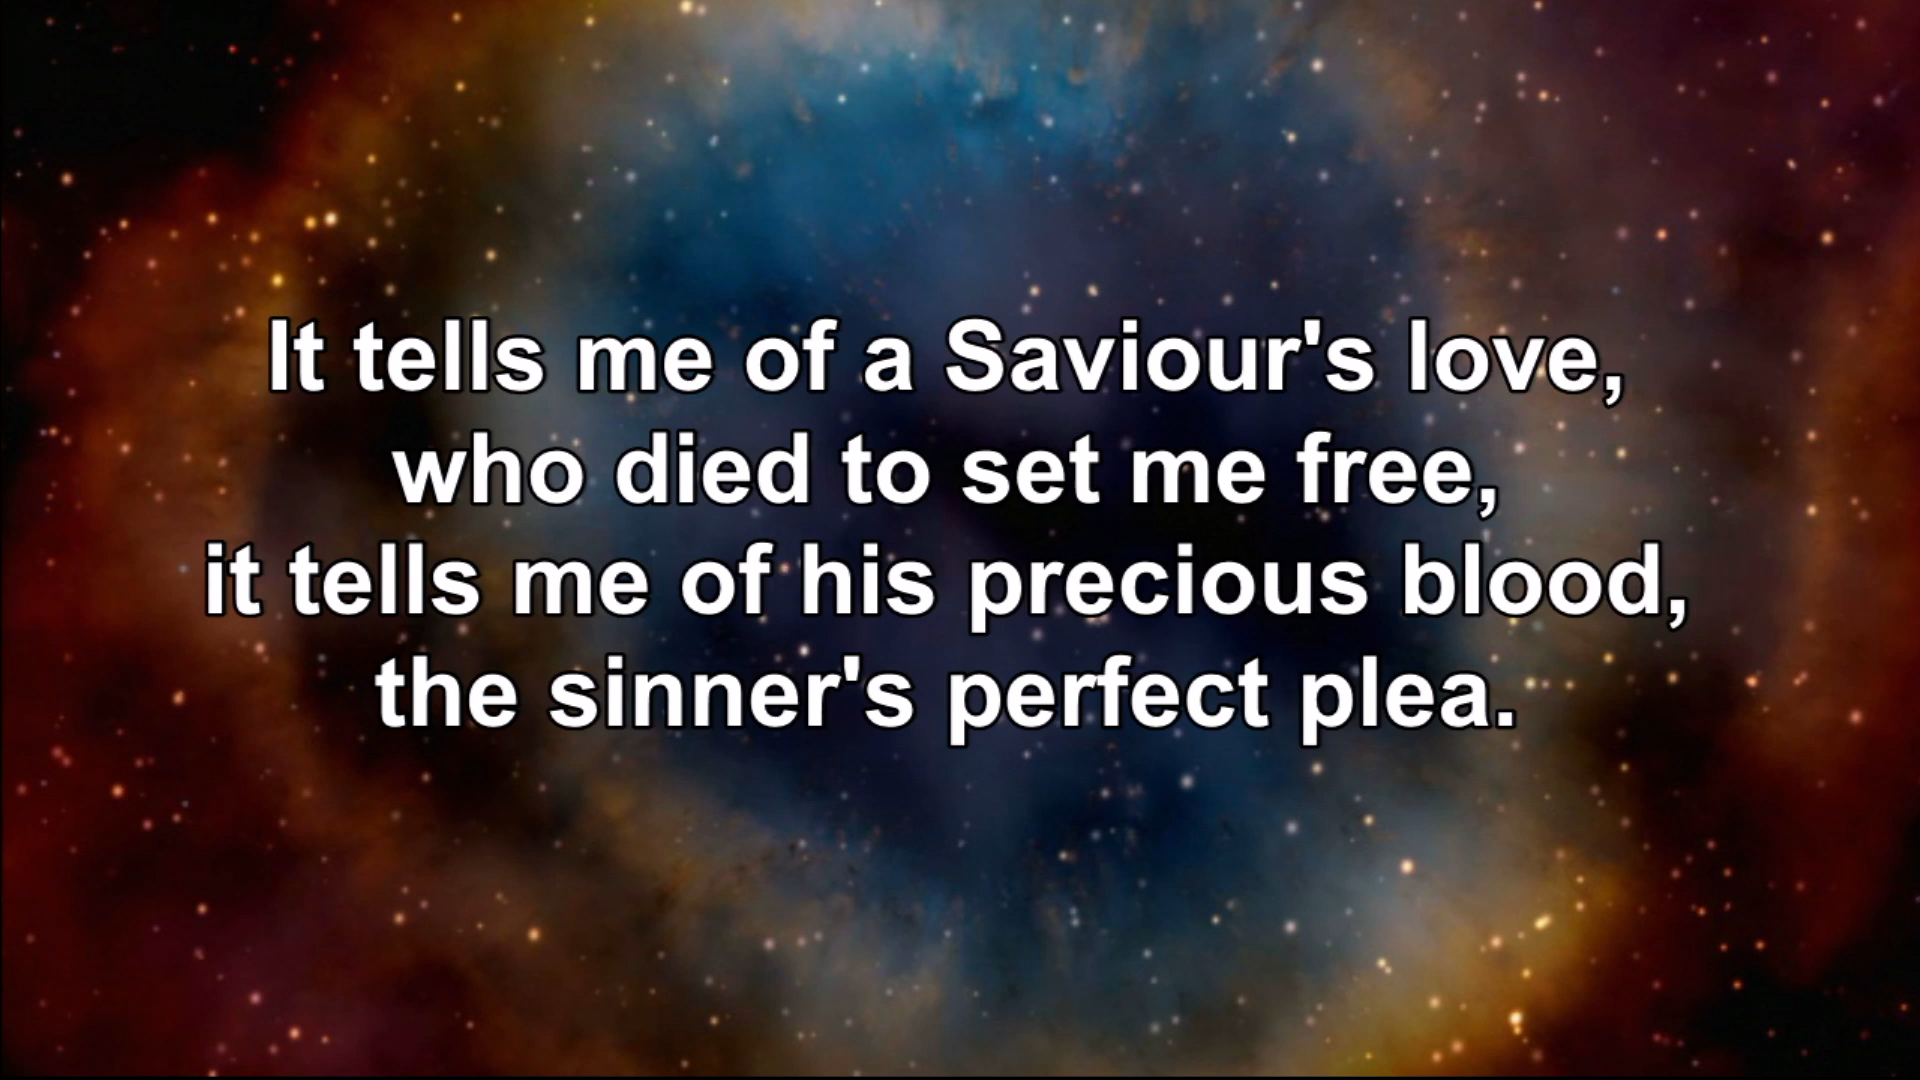 It tells me of a Saviour's love,
who died to set me free,
it tells me of his precious blood,
the sinner's perfect plea.